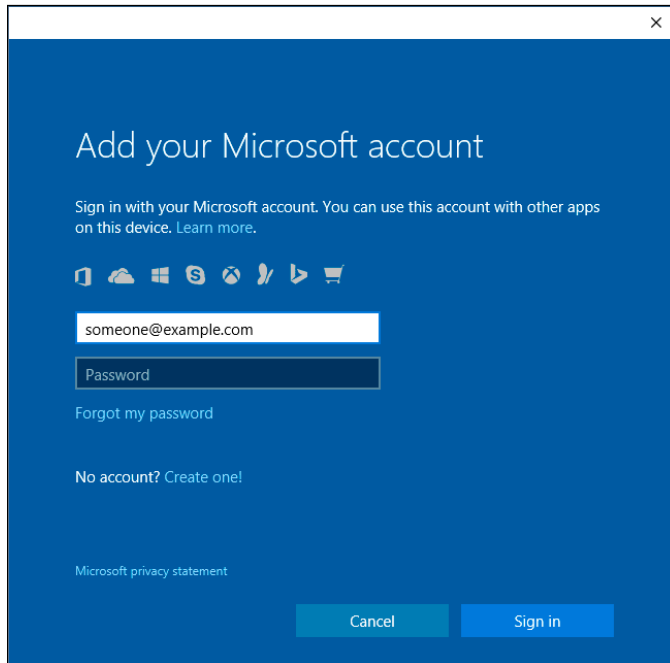 Add your Microsoft account
Sign in with your Microsoft account. You can use this account with other apps
on this device. Learn more.
someone@example.com
Password
Forgot my password
No account? Create one!
Microsoft privacy statement
Cancel Sign in